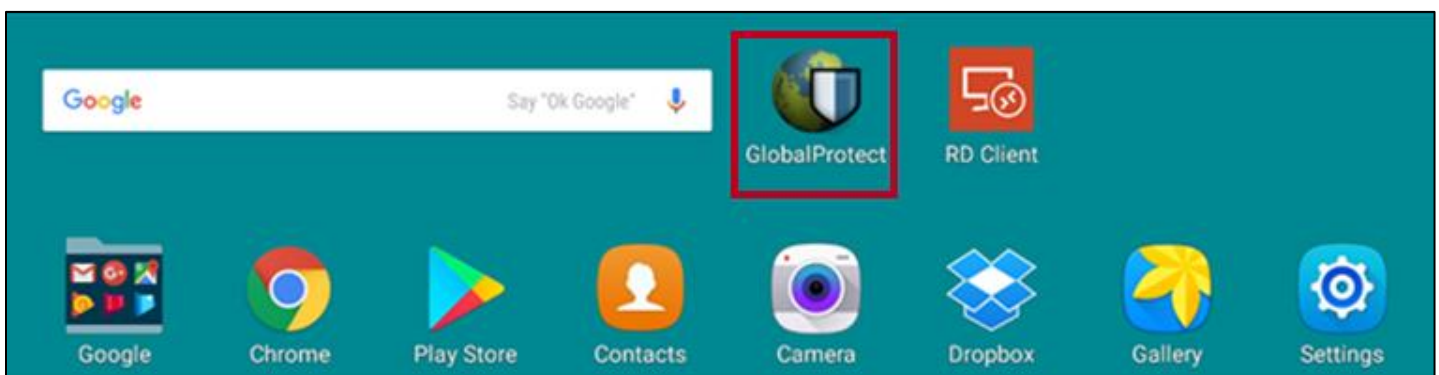 Google Say "Ok Google"
GlobalProtect RD Client
Google Chrome Play Store Contacts Camera Dropbox Gallery Settings